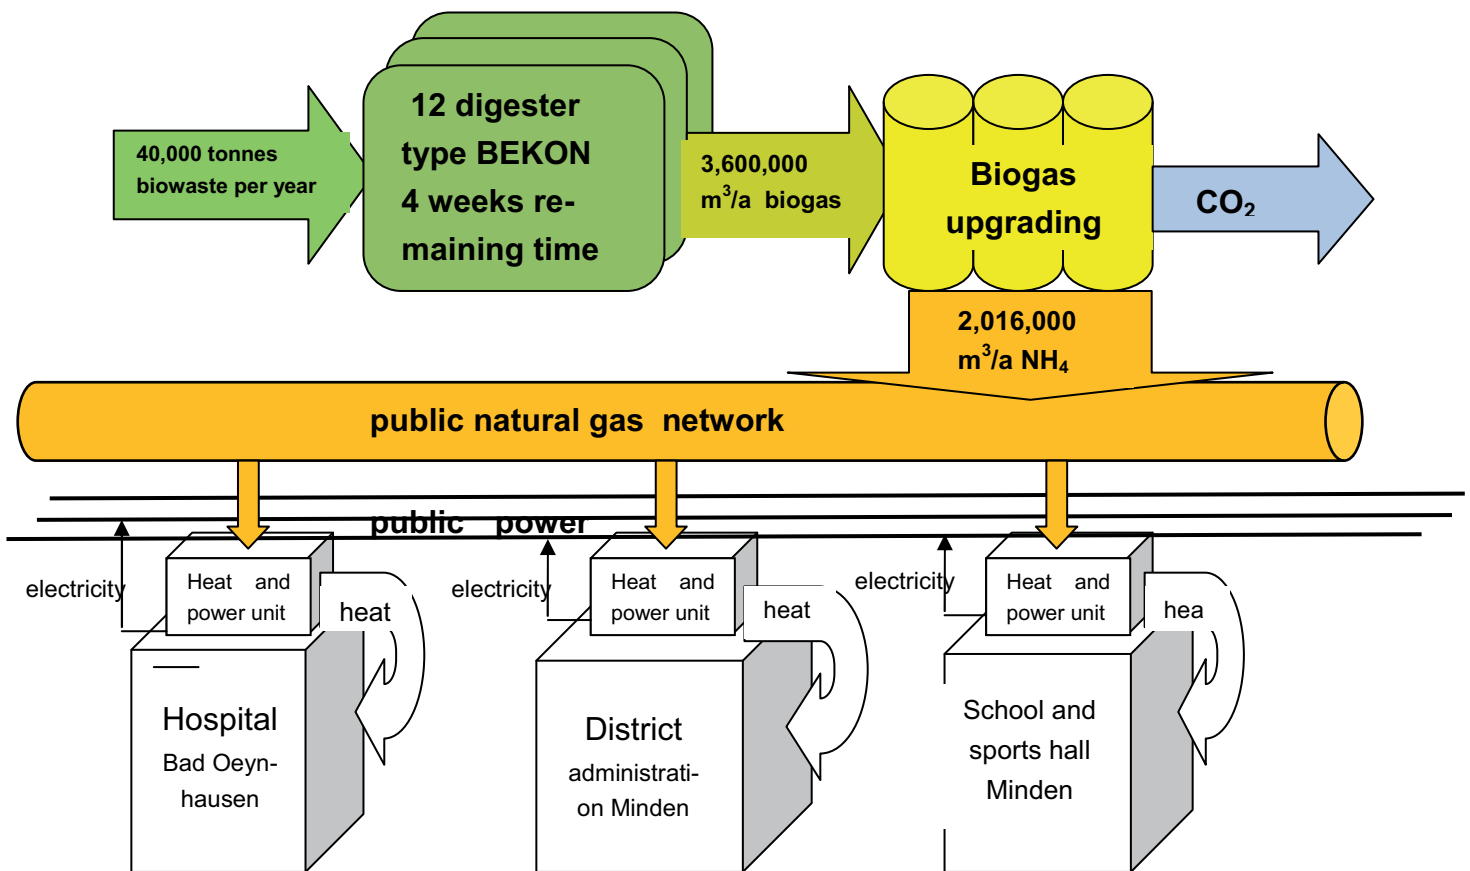 40,000 tonnes
biowaste per year
12 digester
type BEKON
4 weeks re-
maining time
3,600,000
m³/a biogas
Biogas
upgrading
CO₂
2,016,000
m³/a NH₄
public natural gas network
public power
electricity
Heat and
power unit
heat
electricity
Heat and
power unit
heat
electricity
Heat and
power unit
hea
Hospital
Bad Oeyn-
hausen
District
administrati-
on Minden
School and
sports hall
Minden